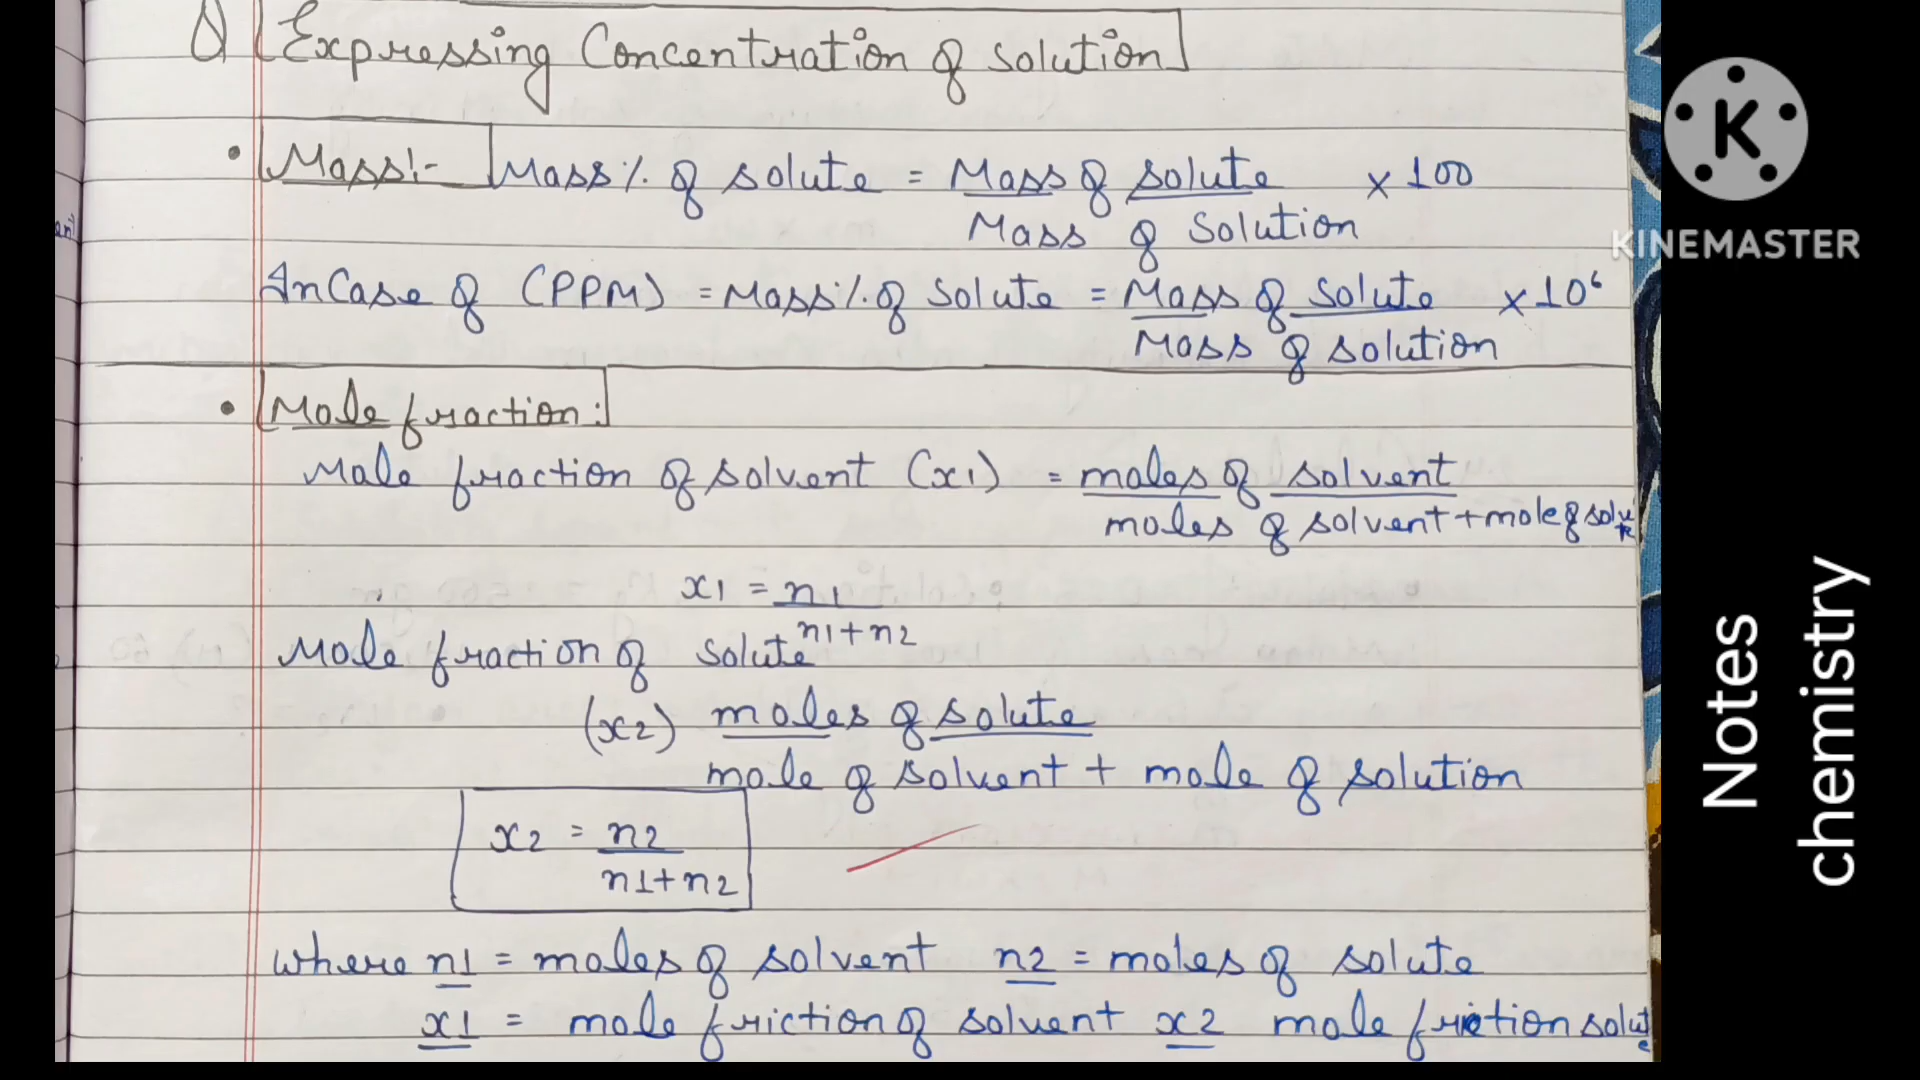 Expressing Concentration of solution
• Mass:- Mass% of solute = Mass of solute × 100
Mass of Solution
InCase of (PPM) = Mass% of solute = Mass of solute × 10⁶
Mass of solution
• Mole fraction:
Mole fraction of solvent (x1) = moles of solvent
moles of solvent + mole of solute
x1 = n1
n1+n2
Mole fraction of solute
(x2) moles of solute
mole of solvent + mole of solution
x2 = n2
n1+n2
where n1 = moles of solvent n2 = moles of solute
x1 = mole friction of solvent x2 mole friction solute
K
KINEMASTER
Notes
chemistry